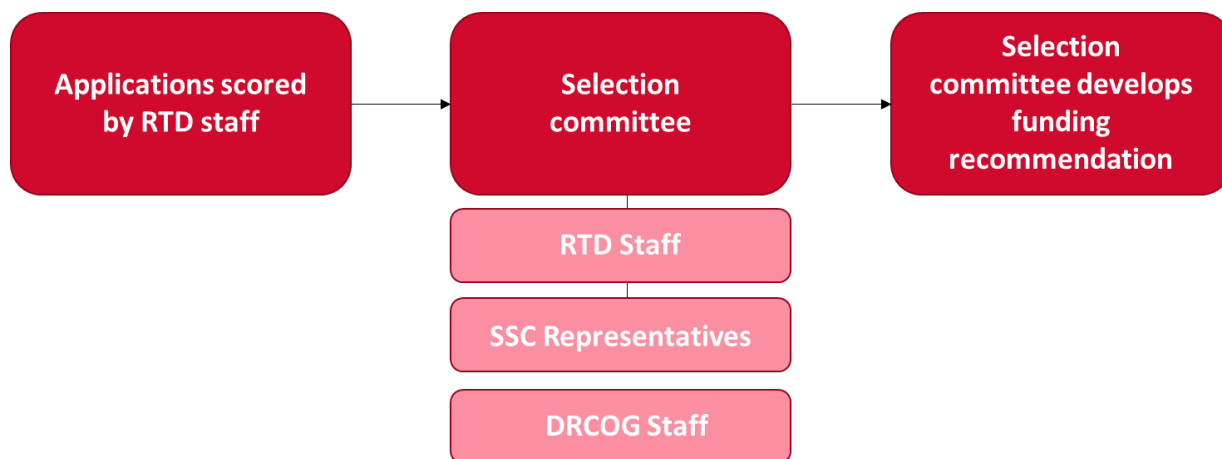 Applications scored
by RTD staff
Selection
committee
Selection
committee develops
funding
recommendation
RTD Staff
SSC Representatives
DRCOG Staff